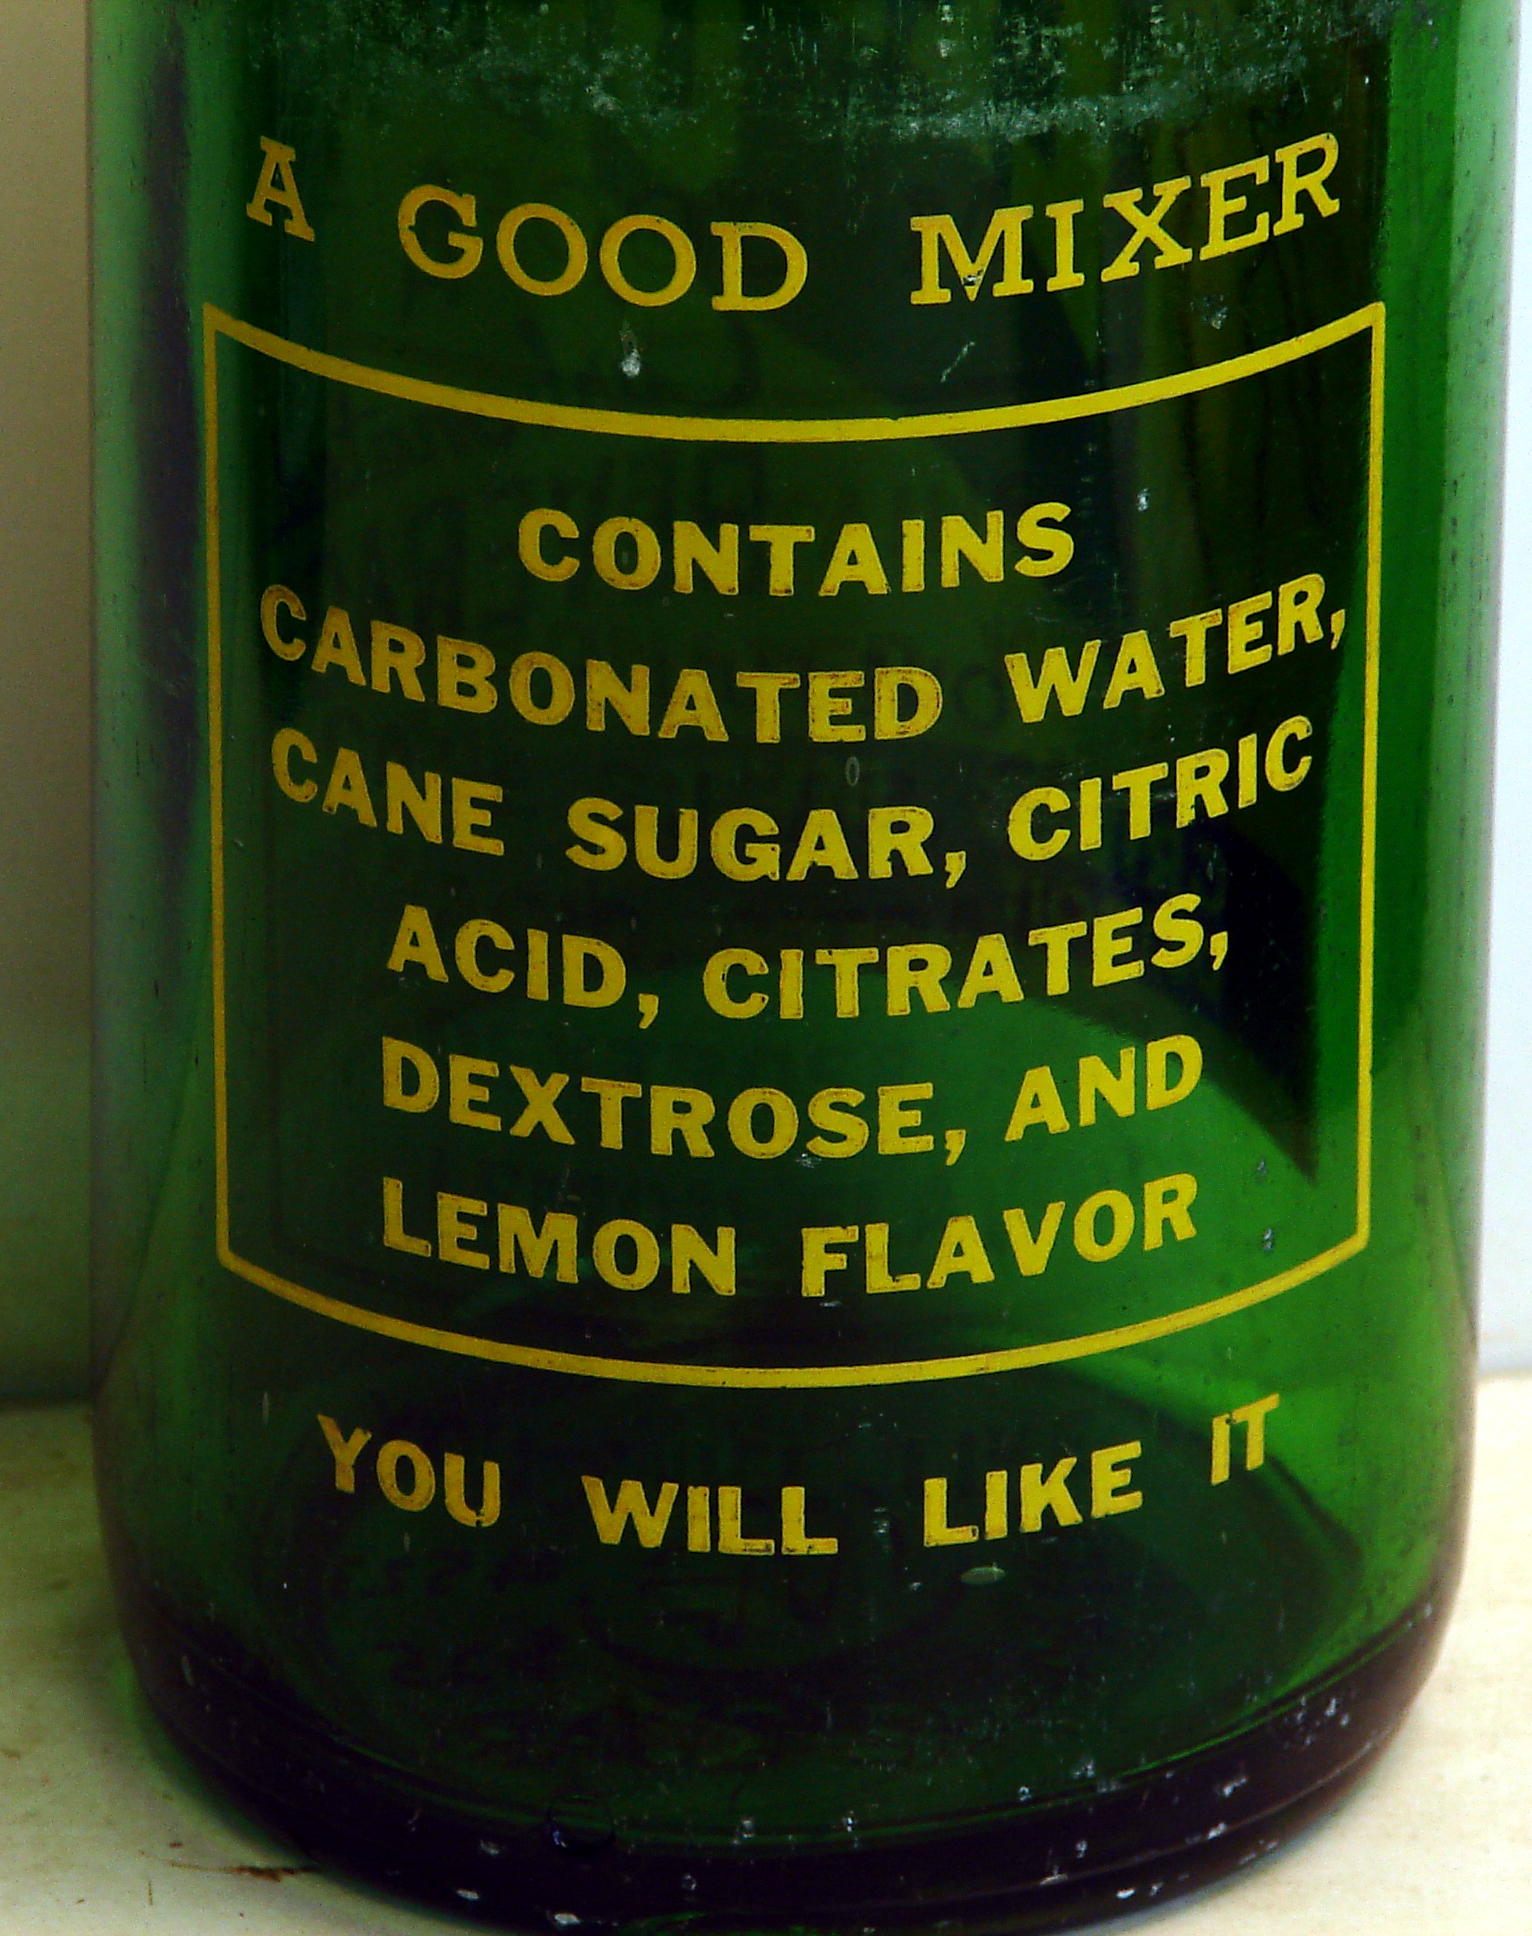 A GOOD MIXER
CONTAINS
CARBONATED WATER,
CANE SUGAR, CITRIC
ACID, CITRATES,
DEXTROSE, AND
LEMON FLAVOR
YOU WILL LIKE IT